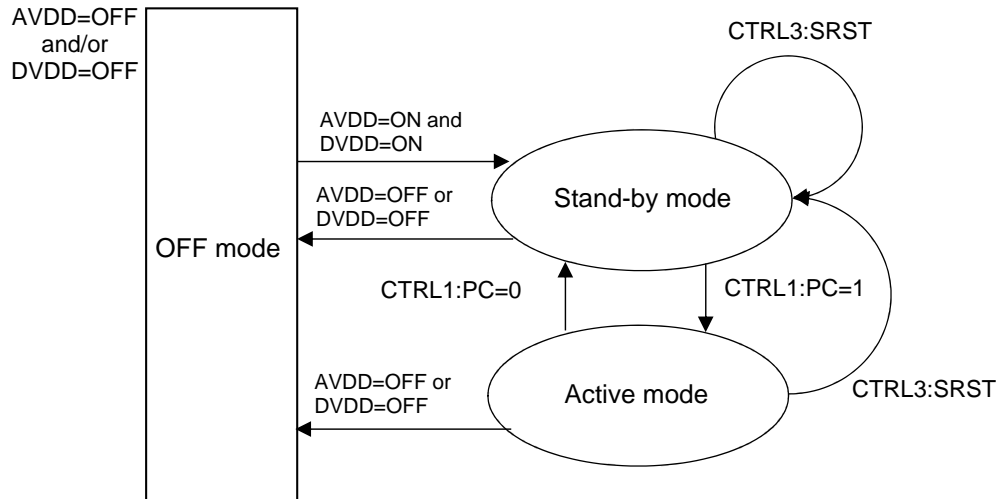 AVDD=OFF
and/or
DVDD=OFF
CTRL3:SRST
AVDD=ON and
DVDD=ON
AVDD=OFF or
DVDD=OFF
Stand-by mode
OFF mode
CTRL1:PC=0
CTRL1:PC=1
AVDD=OFF or
DVDD=OFF
Active mode
CTRL3:SRST